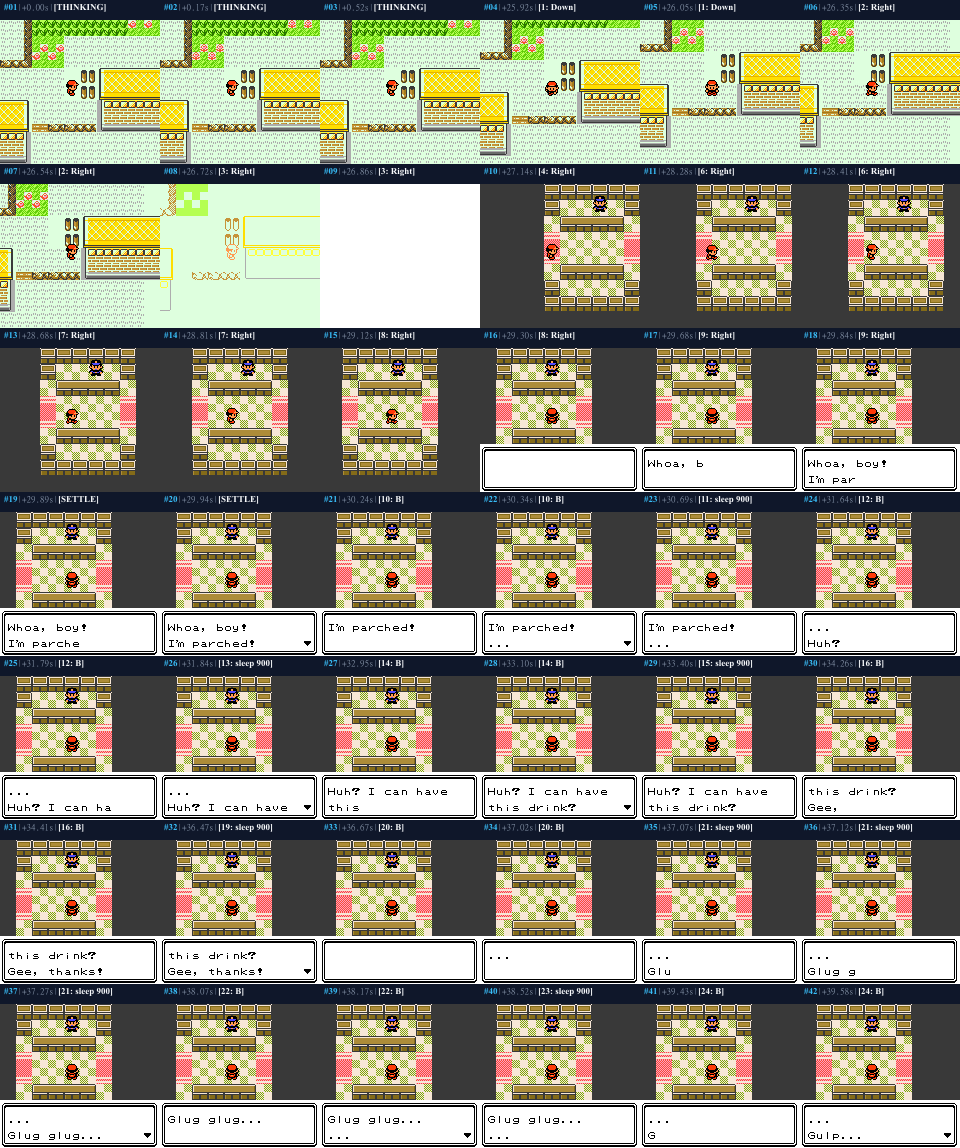 #01|+0.00s|[THINKING]
#02|+0.17s|[THINKING]
#03|+0.52s|[THINKING]
#04|+25.92s|[1: Down]
#05|+26.05s|[1: Down]
#06|+26.35s|[2: Right]
#07|+26.54s|[2: Right]
#08|+26.72s|[3: Right]
#09|+26.86s|[3: Right]
#10|+27.14s|[4: Right]
#11|+28.28s|[6: Right]
#12|+28.41s|[6: Right]
#13|+28.68s|[7: Right]
#14|+28.81s|[7: Right]
#15|+29.12s|[8: Right]
#16|+29.30s|[8: Right]
#17|+29.69s|[9: Right]
Whoa, b
#18|+29.84s|[9: Right]
Whoa, boy!
I'm par
#19|+29.89s|[SETTLE]
Whoa, boy!
I'm parche
#20|+29.94s|[SETTLE]
Whoa, boy!
I'm parched!
#21|+30.24s|[10: B]
I'm parched!
#22|+30.34s|[10: B]
I'm parched!
...
#23|+30.69s|[11: sleep 900]
I'm parched!
...
#24|+31.64s|[12: B]
...
Huh?
#25|+31.79s|[12: B]
...
Huh? I can ha
#26|+31.84s|[13: sleep 900]
...
Huh? I can have
#27|+32.95s|[14: B]
Huh? I can have
this
#28|+33.10s|[14: B]
Huh? I can have
this drink?
#29|+33.40s|[15: sleep 900]
Huh? I can have
this drink?
#30|+34.26s|[16: B]
this drink?
Gee,
#31|+34.41s|[16: B]
this drink?
Gee, thanks!
#32|+36.47s|[19: sleep 900]
this drink?
Gee, thanks!
#33|+36.67s|[20: B]
#34|+37.02s|[20: B]
...
#35|+37.07s|[21: sleep 900]
...
Glu
#36|+37.12s|[21: sleep 900]
...
Glug g
#37|+37.27s|[21: sleep 900]
...
Glug glug...
#38|+38.07s|[22: B]
Glug glug...
#39|+38.17s|[22: B]
Glug glug...
...
#40|+38.52s|[23: sleep 900]
Glug glug...
...
#41|+39.43s|[24: B]
...
G
#42|+39.58s|[24: B]
...
Gulp...